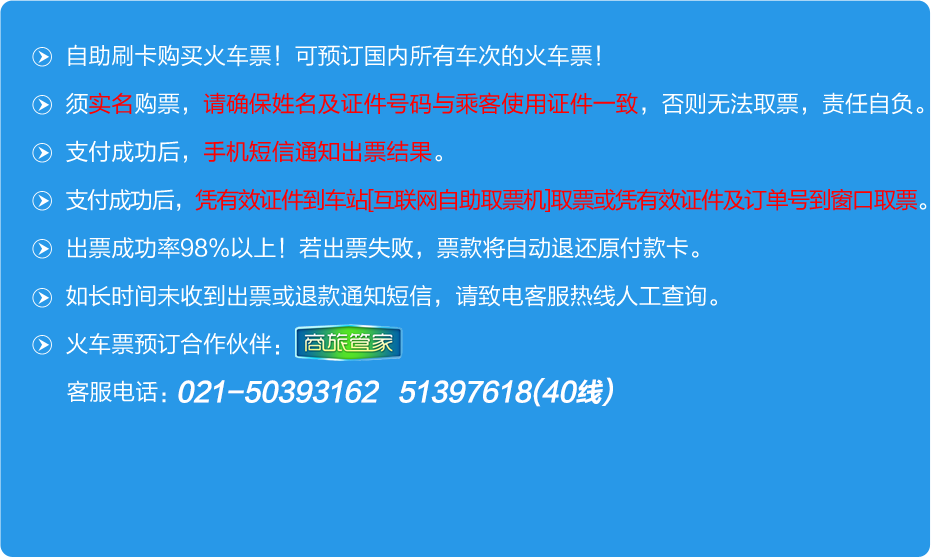 自助刷卡购买火车票！可预订国内所有车次的火车票！
须实名购票，请确保姓名及证件号码与乘客使用证件一致，否则无法取票，责任自负。
支付成功后，手机短信通知出票结果。
支付成功后，凭有效证件到车站[互联网自助取票机]取票或凭有效证件及订单号到窗口取票。
出票成功率98%以上！若出票失败，票款将自动退还原付款卡。
如长时间未收到出票或退款通知短信，请致电客服热线人工查询。
火车票预订合作伙伴：商旅管家
客服电话：021-50393162 51397618(40线)